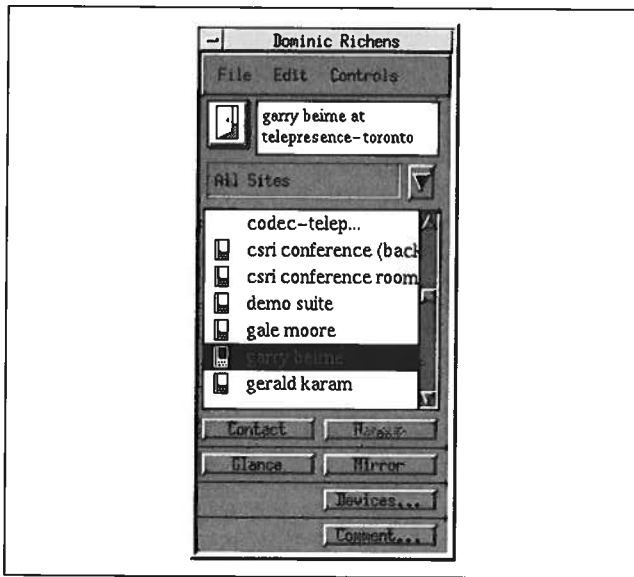 Dominic Richens
File Edit Controls
garry beirne at
telepresence-toronto
All Sites
codec-telep...
csri conference (back
csri conference room
demo suite
gale moore
garry beirne
gerald karam
Contact
Glance Mirror
Devices...
Comment...